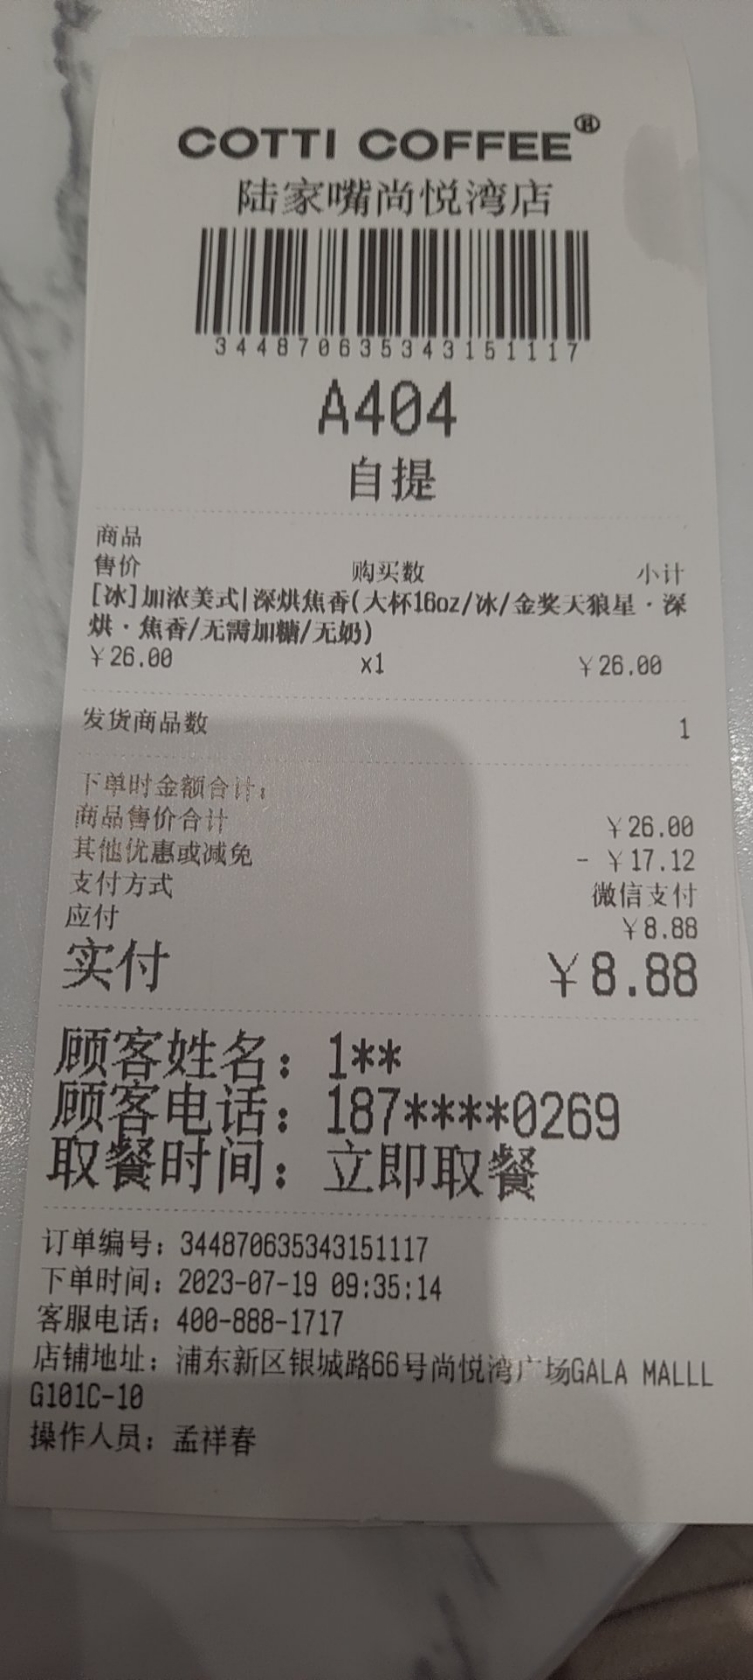 COTTI COFFEE®
陆家嘴尚悦湾店
344870635343151117
A404
自提
商品
售价 购买数 小计
[冰]加浓美式|深烘焦香(大杯16oz/冰/金奖天狼星·深
烘·焦香/无需加糖/无奶)
￥26.00 x1 ￥26.00
发货商品数 1
下单时金额合计：
商品售价合计 ￥26.00
其他优惠或减免 - ￥17.12
支付方式 微信支付
应付 ￥8.88
实付 ￥8.88
顾客姓名：1**
顾客电话：187****0269
取餐时间：立即取餐
订单编号：344870635343151117
下单时间：2023-07-19 09:35:14
客服电话：400-888-1717
店铺地址：浦东新区银城路66号尚悦湾广场GALA MALLL
G101C-10
操作人员：孟祥春